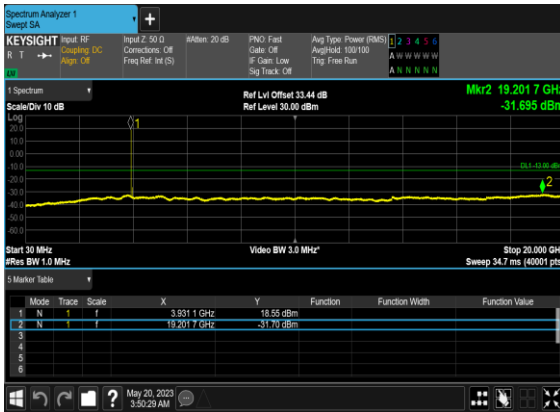 Spectrum Analyzer 1
Swept SA
+
KEYSIGHT Input: RF Input Z: 50 Ω #Atten: 20 dB PNO: Fast Avg Type: Power (RMS) 1 2 3 4 5 6
R T Coupling: DC Corrections: Off Gate: Off Avg|Hold: 100/100 A W W W W W
Align: Off Freq Ref: Int (S) IF Gain: Low Trig: Free Run
LW Sig Track: Off A N N N N N
1 Spectrum Ref Lvl Offset 33.44 dB Mkr2 19.201 7 GHz
Scale/Div 10 dB Ref Level 30.00 dBm -31.695 dBm
Log
20.0 1
10.0
0.00
-10.0 DL1 -13.00 dBm
-20.0 2
-30.0
-40.0
-50.0
-60.0
Start 30 MHz Video BW 3.0 MHz* Stop 20.000 GH
#Res BW 1.0 MHz Sweep 34.7 ms (40001 pts
5 Marker Table
Mode Trace Scale X Y Function Function Width Function Value
1 N 1 f 3.931 1 GHz 18.55 dBm
2 N 1 f 19.201 7 GHz -31.70 dBm
3
4
5
6
? May 20, 2023
3:50:29 AM